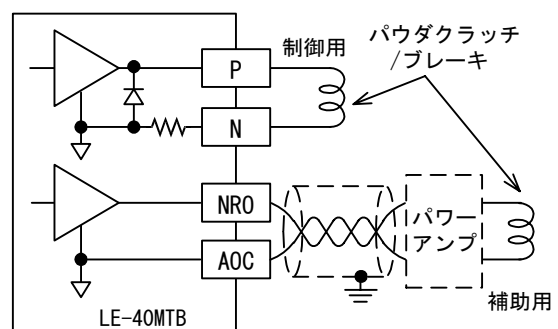 制御用
パウダクラッチ
/ブレーキ
P
N
NRO
AOC
パワー
アンプ
補助用
LE-40MTB